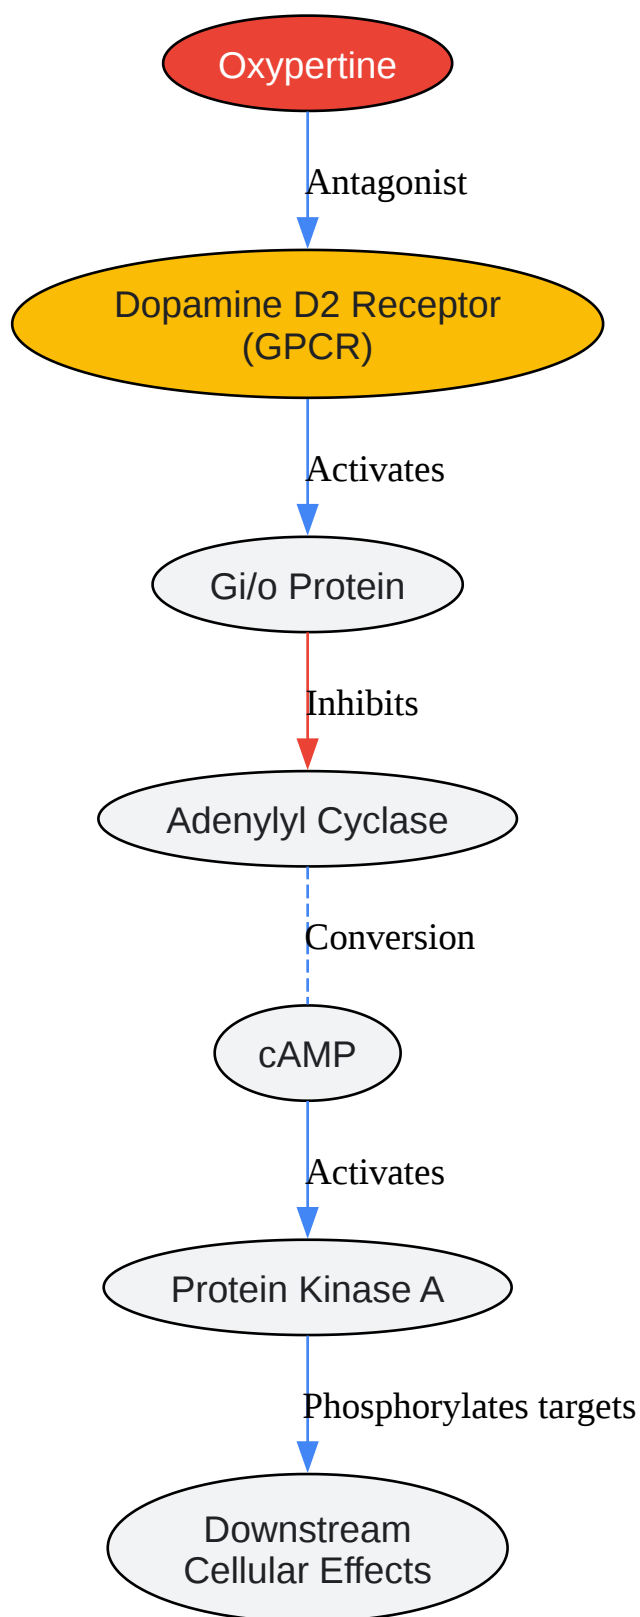 Oxypertine
Antagonist
Dopamine D2 Receptor
(GPCR)
Activates
Gi/o Protein
Inhibits
Adenylyl Cyclase
Conversion
cAMP
Activates
Protein Kinase A
Phosphorylates targets
Downstream
Cellular Effects